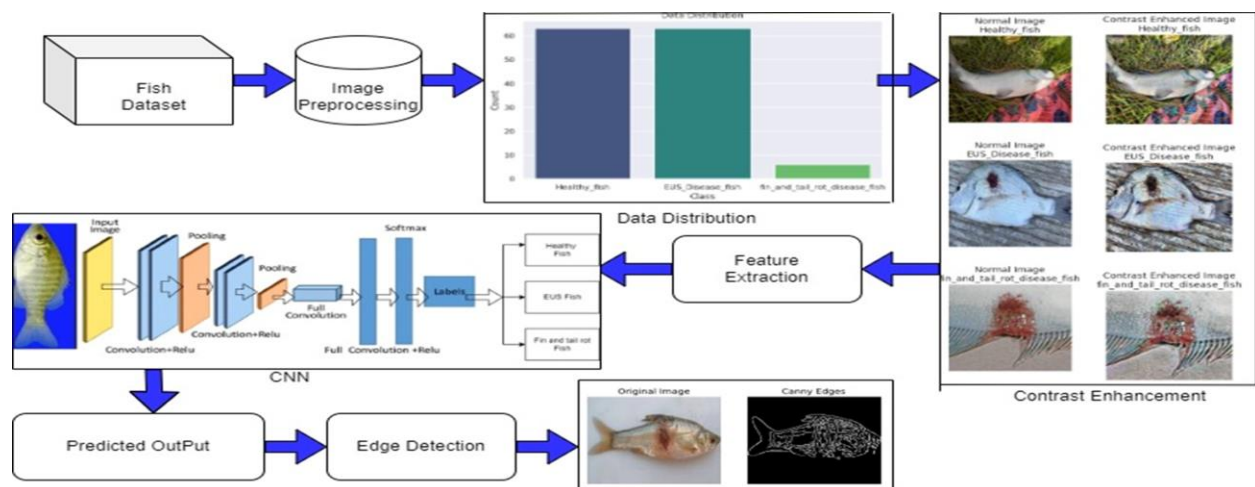 Fish
Dataset
Image
Preprocessing
Data Distribution
Count
60
50
40
30
20
10
0
Healthy_fish
EUS_Disease_fish
fin_and_tail_rot_disease_fish
Class
Data Distribution
Normal Image
Healthy_fish
Contrast Enhanced Image
Healthy_fish
Normal Image
EUS_Disease_fish
Contrast Enhanced Image
EUS_Disease_fish
Normal Image
fin_and_tail_rot_disease_fish
Contrast Enhanced Image
fin_and_tail_rot_disease_fish
Contrast Enhancement
Feature
Extraction
Input
Image
Pooling
Convolution+Relu
Pooling
Convolution+Relu
Full
Convolution
Softmax
Full Convolution +Relu
Labels
Healthy
Fish
EUS Fish
Fin and tail rot
Fish
CNN
Predicted OutPut
Edge Detection
Original Image
Canny Edges